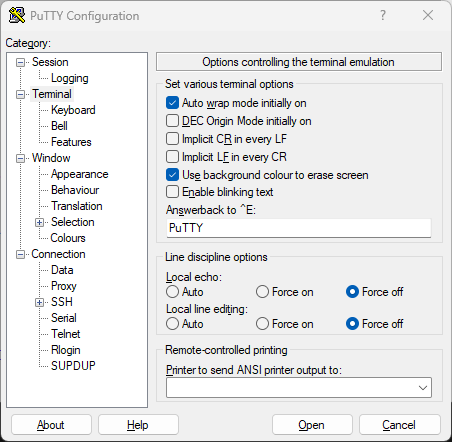 PuTTY Configuration
Category:
Session
Logging
Terminal
Keyboard
Bell
Features
Window
Appearance
Behaviour
Translation
Selection
Colours
Connection
Data
Proxy
SSH
Serial
Telnet
Rlogin
SUPDUP
Options controlling the terminal emulation
Set various terminal options
Auto wrap mode initially on
DEC Origin Mode initially on
Implicit CR in every LF
Implicit LF in every CR
Use background colour to erase screen
Enable blinking text
Answerback to ^E:
PuTTY
Line discipline options
Local echo:
Auto Force on Force off
Local line editing:
Auto Force on Force off
Remote-controlled printing
Printer to send ANSI printer output to:
About Help Open Cancel